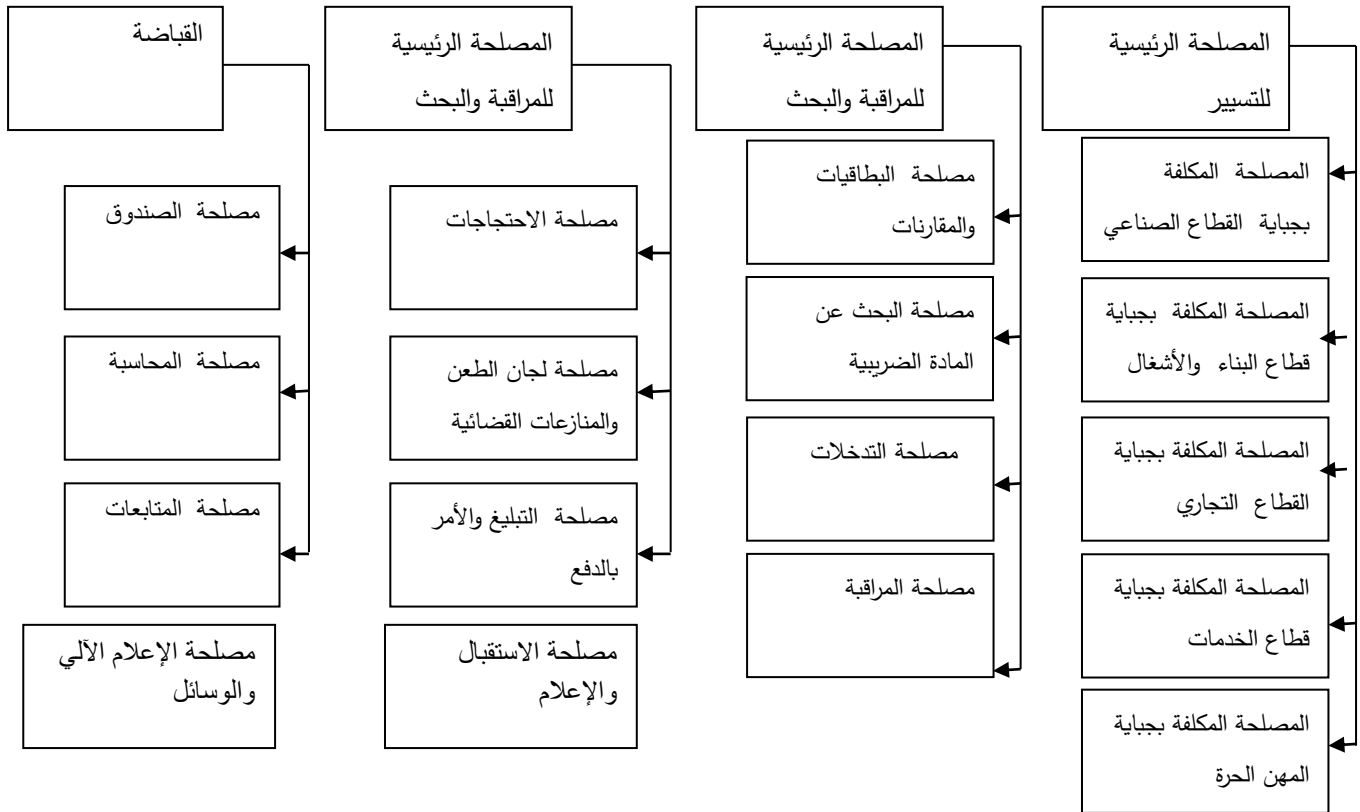 المصلحة الرئيسية
للتسيير
المصلحة المكلفة
بجباية القطاع الصناعي
المصلحة المكلفة بجباية
قطاع البناء والأشغال
المصلحة المكلفة بجباية
القطاع التجاري
المصلحة المكلفة بجباية
قطاع الخدمات
المصلحة المكلفة بجباية
المهن الحرة
المصلحة الرئيسية
للمراقبة والبحث
مصلحة البطاقيات
والمقارنات
مصلحة البحث عن
المادة الضريبية
مصلحة التدخلات
مصلحة المراقبة
المصلحة الرئيسية
للمراقبة والبحث
مصلحة الاحتجاجات
مصلحة لجان الطعن
والمنازعات القضائية
مصلحة التبليغ والأمر
بالدفع
مصلحة الاستقبال
والإعلام
القباضة
مصلحة الصندوق
مصلحة المحاسبة
مصلحة المتابعات
مصلحة الإعلام الآلي
والوسائل